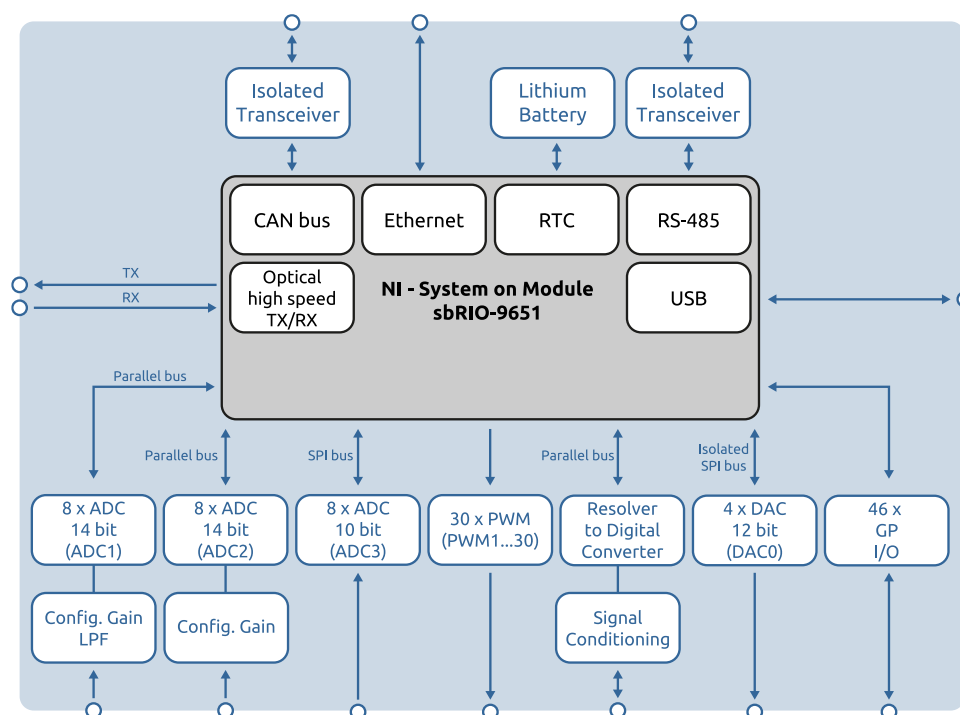 Isolated
Transceiver
Lithium
Battery
Isolated
Transceiver
CAN bus
Ethernet
RTC
RS-485
TX
RX
Optical
high speed
TX/RX
NI - System on Module
sbRIO-9651
USB
Parallel bus
Parallel bus
SPI bus
Parallel bus
Isolated
SPI bus
8 x ADC
14 bit
(ADC1)
8 x ADC
14 bit
(ADC2)
8 x ADC
10 bit
(ADC3)
30 x PWM
(PWM1...30)
Resolver
to Digital
Converter
4 x DAC
12 bit
(DAC0)
46 x
GP
I/O
Config. Gain
LPF
Config. Gain
Signal
Conditioning